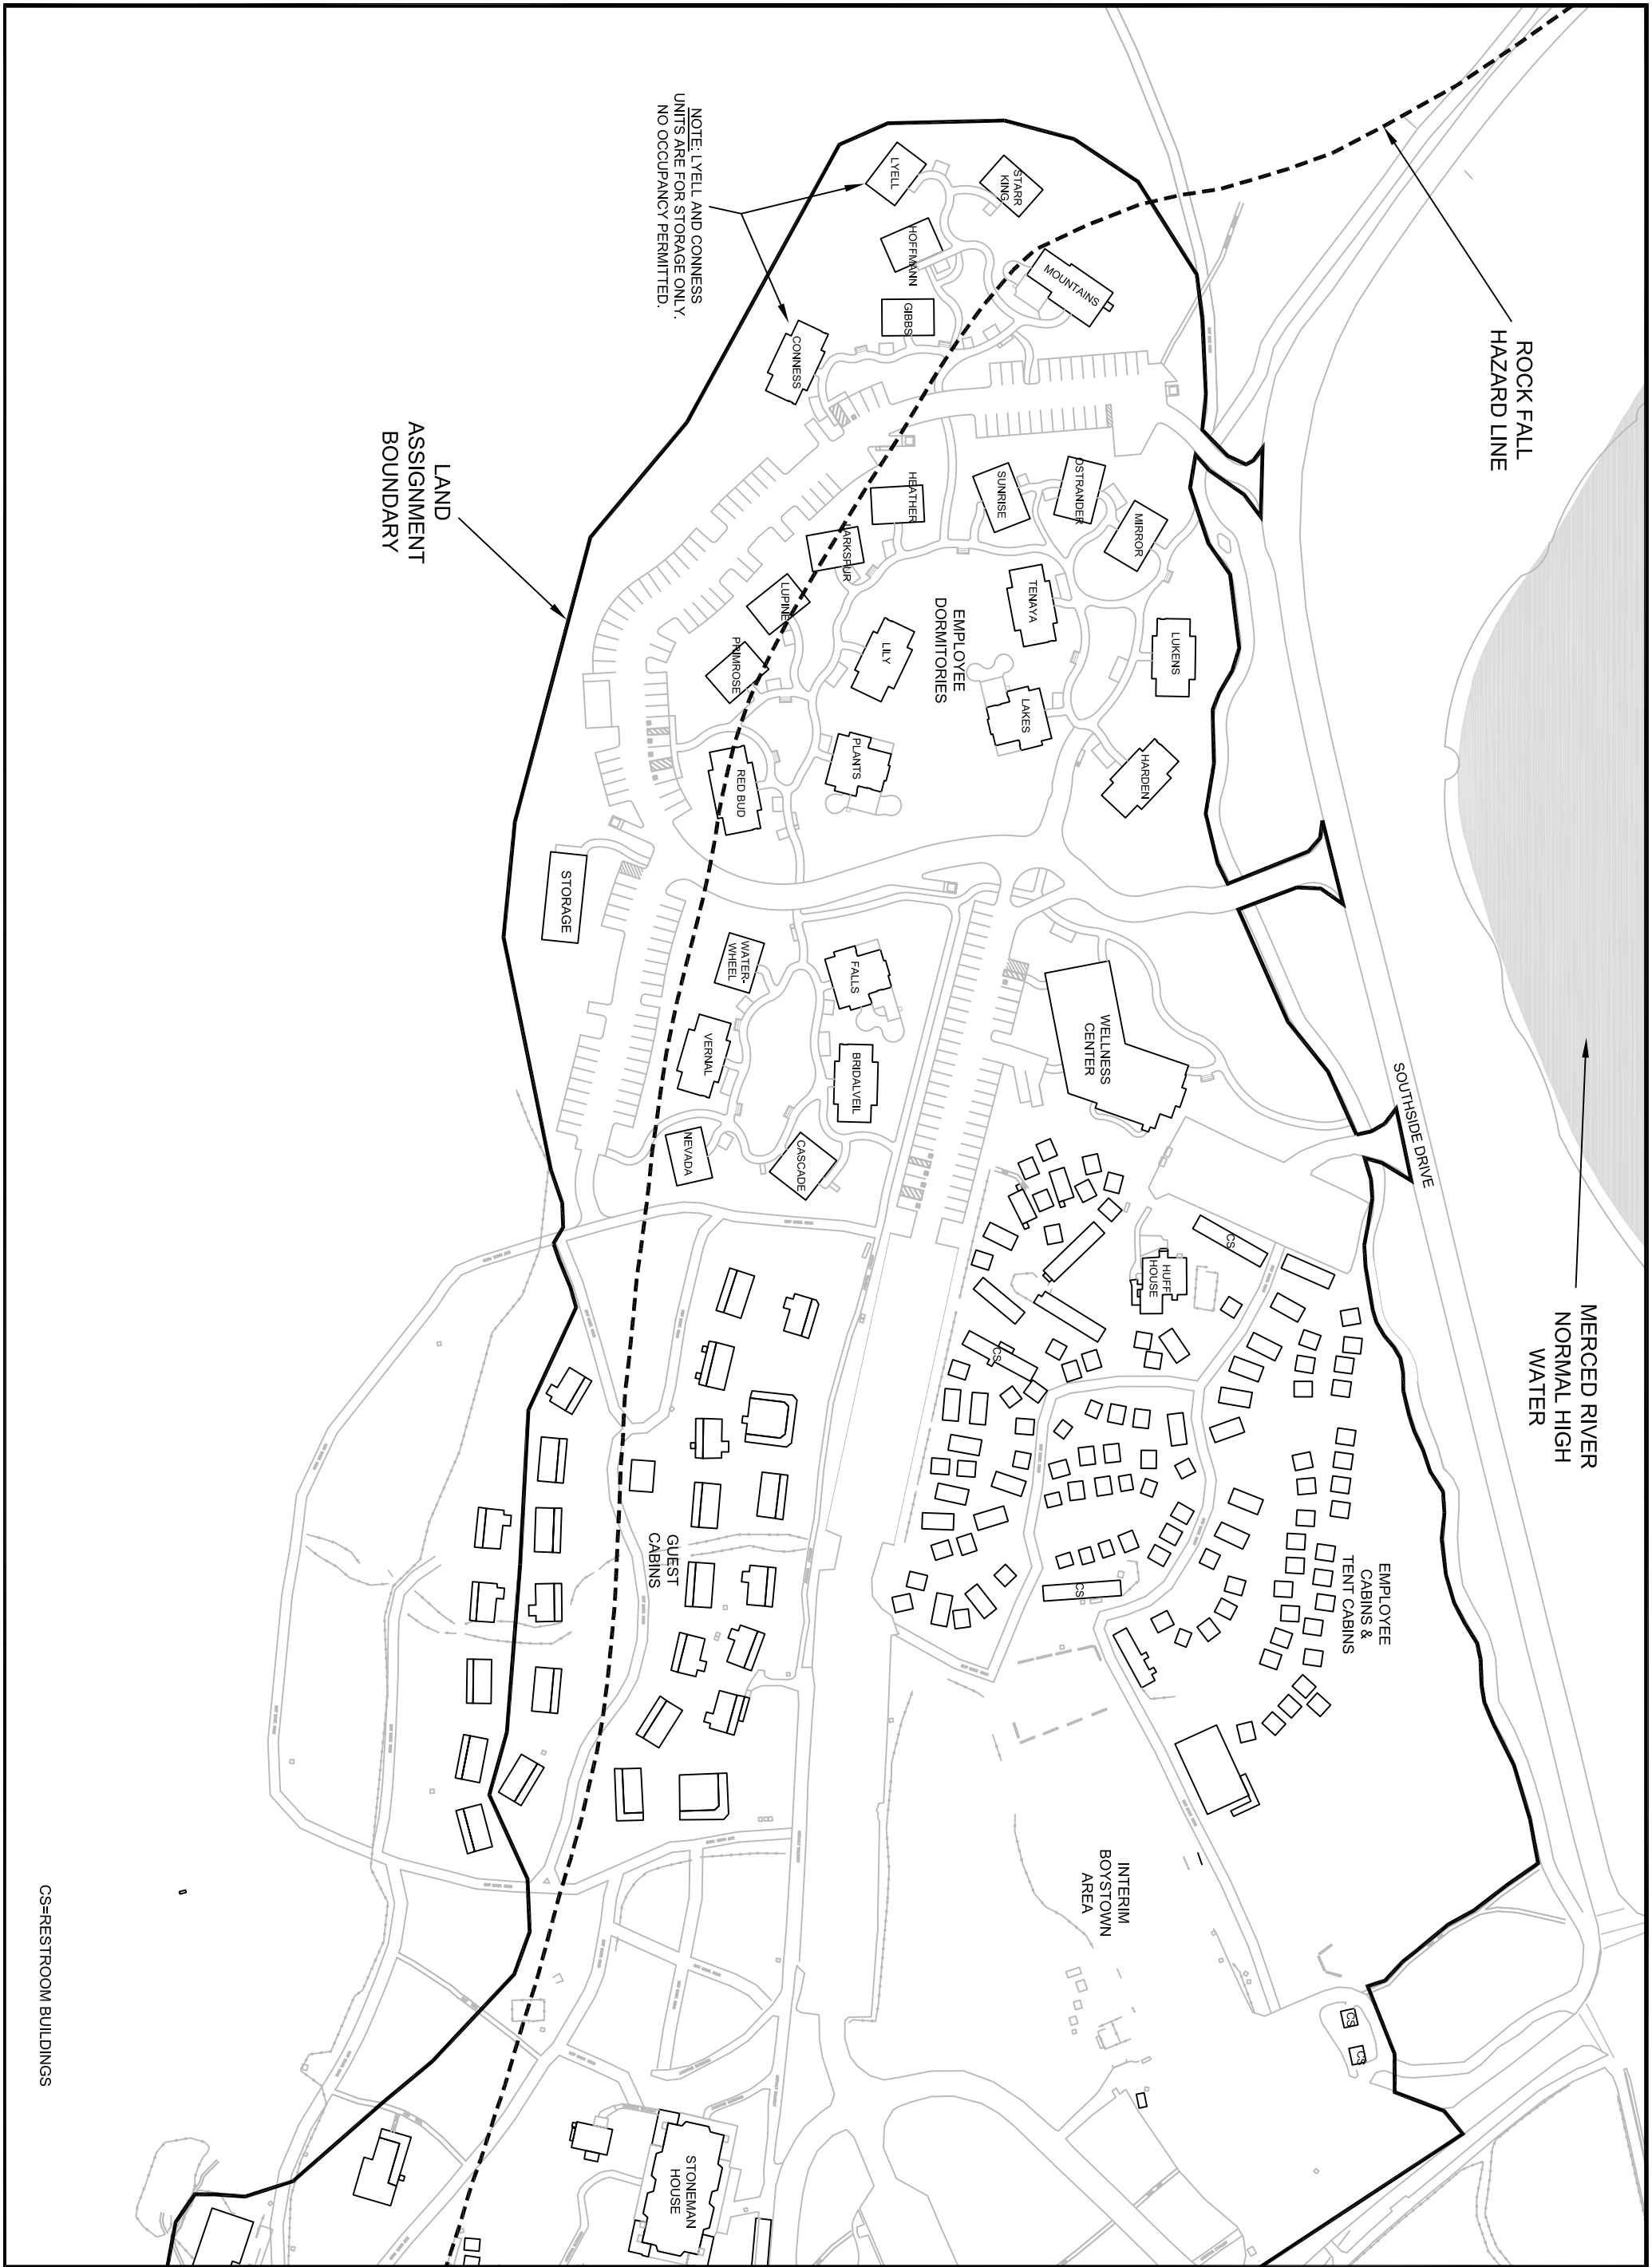 NOTE: LYELL AND CONNESS
UNITS ARE FOR STORAGE ONLY.
NO OCCUPANCY PERMITTED.
LYELL
STARR
KING
HOFFMANN
MOUNTAINS
GIBBS
CONNESS
ROCK FALL
HAZARD LINE
LAND
ASSIGNMENT
BOUNDARY
HEATHER
SUNRISE
OSTRANDER
MIRROR
ARKSPUR
LUPINE
PRIMROSE
LILY
EMPLOYEE
DORMITORIES
TENAYA
LUKENS
LAKES
HARDEN
PLANTS
RED BUD
STORAGE
WATER-
WHEEL
FALLS
VERNAL
BRIDALVEIL
NEVADA
CASCADE
WELLNESS
CENTER
SOUTHSIDE DRIVE
MERCED RIVER
NORMAL HIGH
WATER
HUFF
HOUSE
CS
CS
CS
GUEST
CABINS
EMPLOYEE
CABINS &
TENT CABINS
INTERIM
BOYSTOWN
AREA
CS
CS
STONEMAN
HOUSE
CS=RESTROOM BUILDINGS